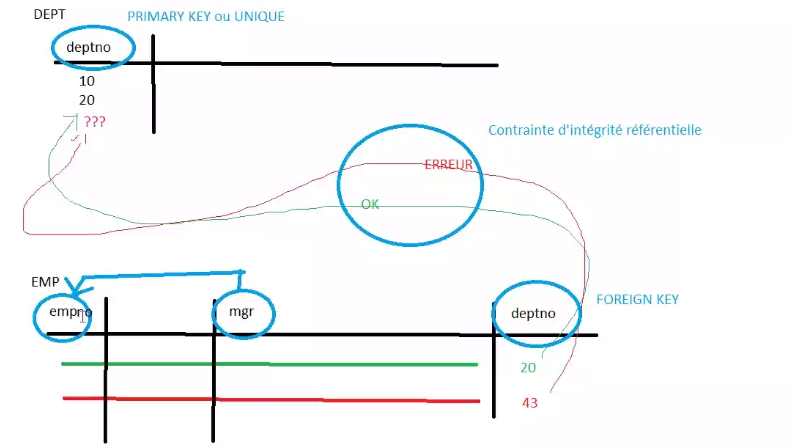 DEPT
PRIMARY KEY ou UNIQUE
deptno
10
20
???
Contrainte d'intégrité référentielle
ERREUR
OK
EMP
empno
mgr
deptno
FOREIGN KEY
20
43